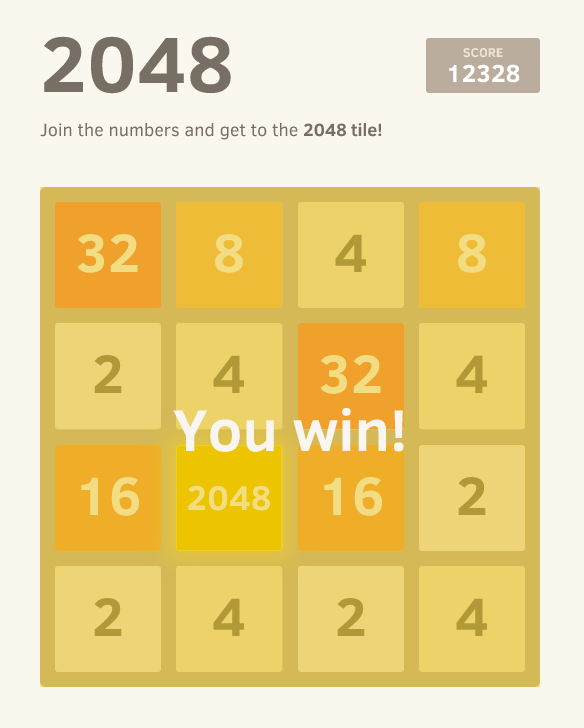 2048
SCORE
12328
Join the numbers and get to the 2048 tile!
32 8 4 8
2 4 32 4
You win!
16 2048 16 2
2 4 2 4